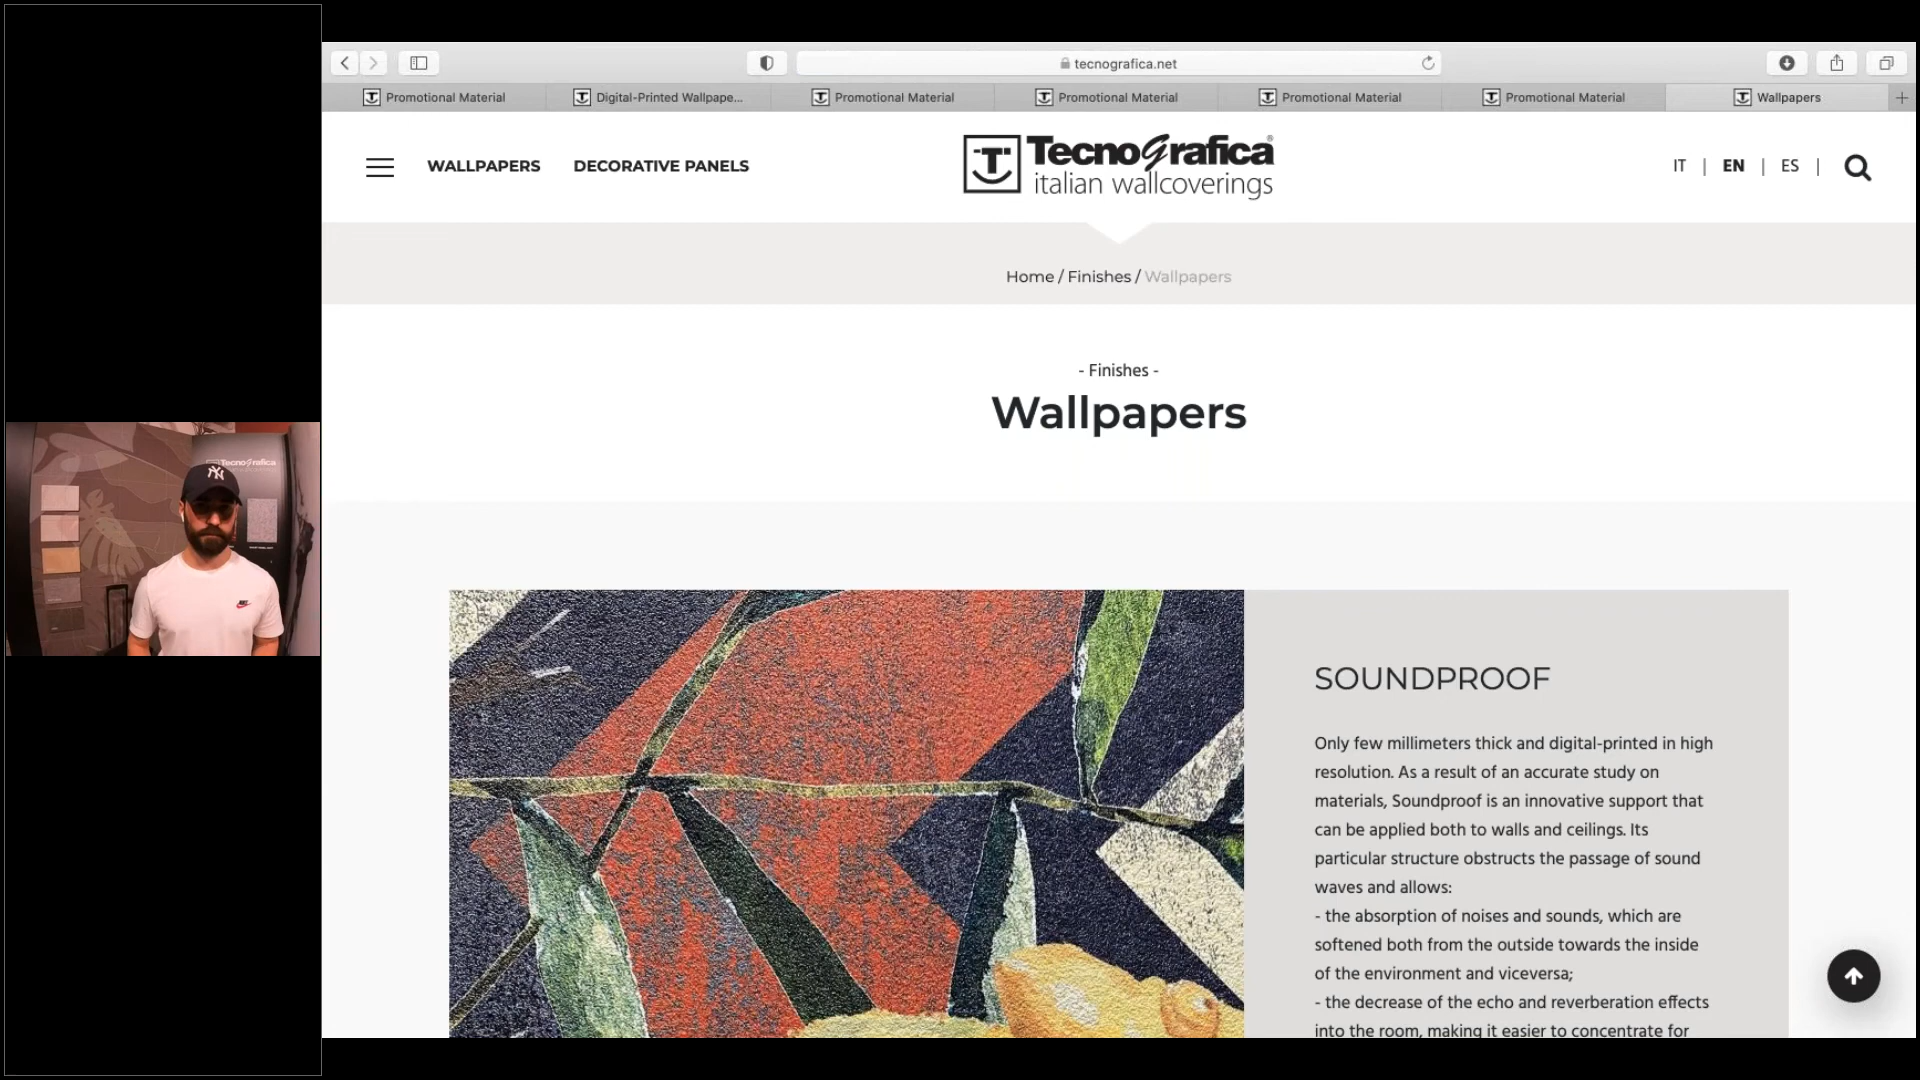 tecnografica.net
Promotional Material
Digital-Printed Wallpape...
Promotional Material
Promotional Material
Promotional Material
Promotional Material
Wallpapers
WALLPAPERS
DECORATIVE PANELS
T
TecnoGrafica®
italian wallcoverings
IT | EN | ES |
Home / Finishes / Wallpapers
- Finishes -
Wallpapers
TecnoGrafica
NY
SOUNDPROOF
Only few millimeters thick and digital-printed in high
resolution. As a result of an accurate study on
materials, Soundproof is an innovative support that
can be applied both to walls and ceilings. Its
particular structure obstructs the passage of sound
waves and allows:
- the absorption of noises and sounds, which are
softened both from the outside towards the inside
of the environment and viceversa;
- the decrease of the echo and reverberation effects
into the room, making it easier to concentrate for